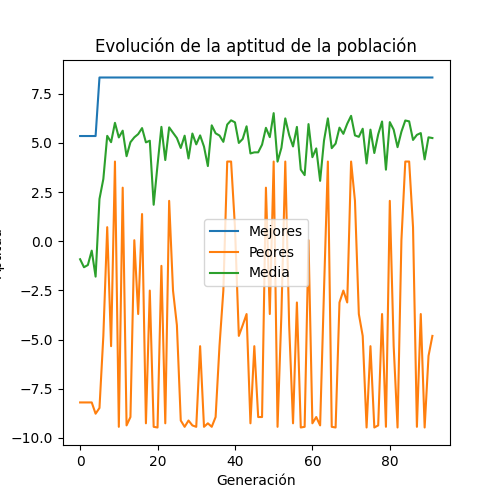 Evolución de la aptitud de la población
7.5
5.0
2.5
0.0
−2.5
−5.0
−7.5
−10.0
Mejores
Peores
Media
0
20
40
60
80
Generación